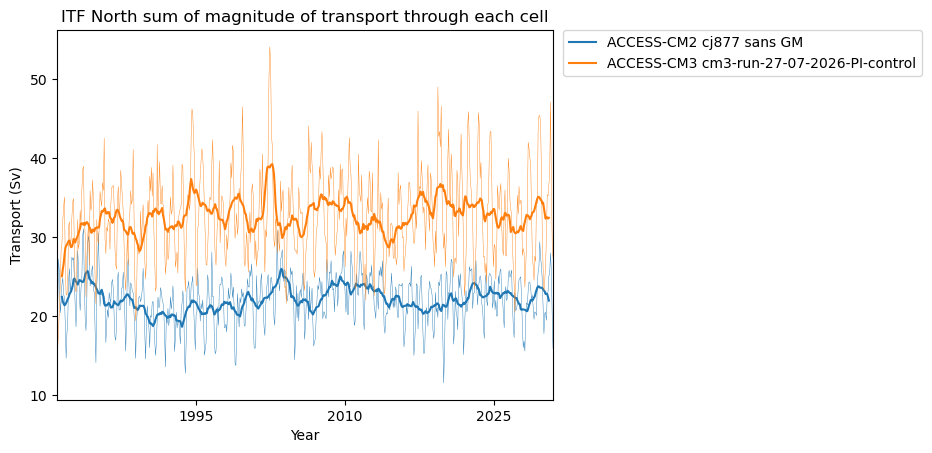 ITF North sum of magnitude of transport through each cell
ACCESS-CM2 cj877 sans GM
ACCESS-CM3 cm3-run-27-07-2026-PI-control
50
40
30
20
10
Transport (Sv)
1995
2010
2025
Year